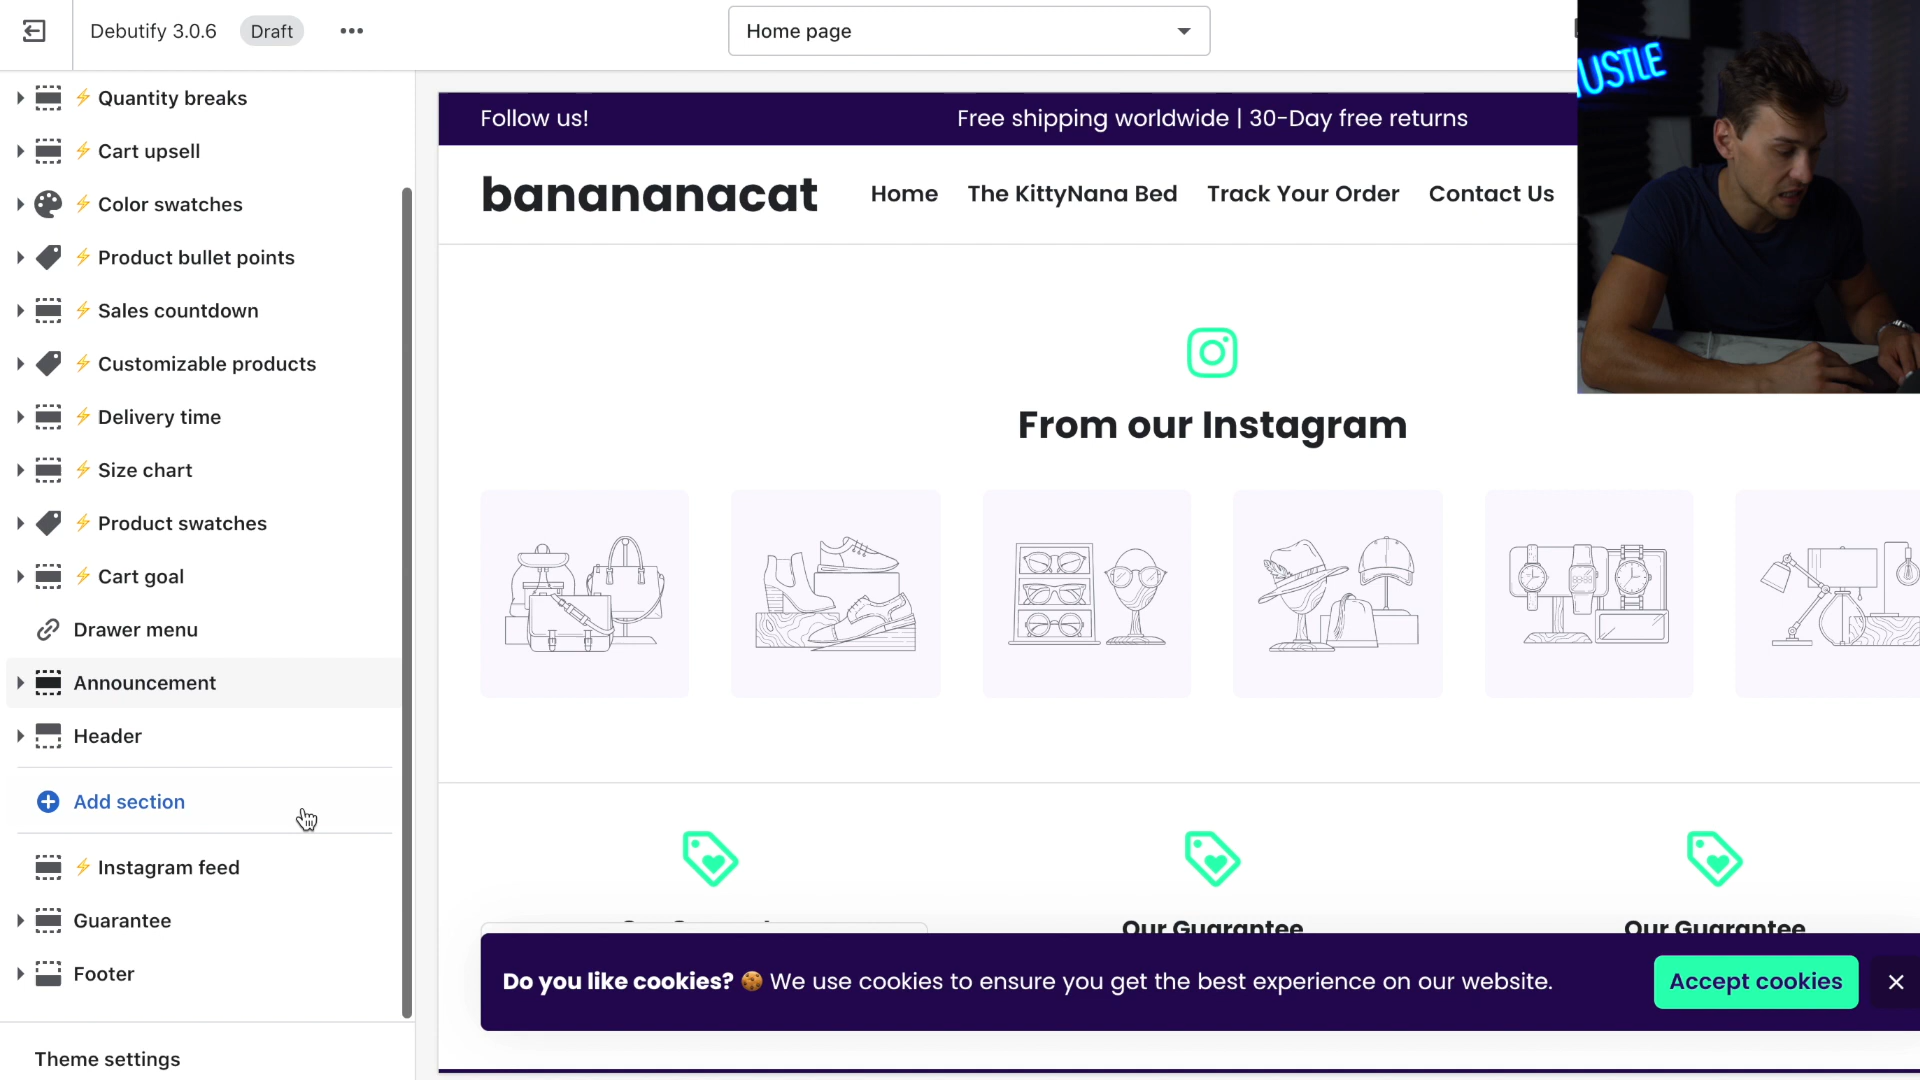 Debutify 3.0.6
Draft
Home page
USTLE
⚡ Quantity breaks
⚡ Cart upsell
⚡ Color swatches
⚡ Product bullet points
⚡ Sales countdown
⚡ Customizable products
⚡ Delivery time
⚡ Size chart
⚡ Product swatches
⚡ Cart goal
Drawer menu
Announcement
Header
Add section
⚡ Instagram feed
Guarantee
Footer
Theme settings
Follow us!
Free shipping worldwide | 30-Day free returns
banananacat
Home
The KittyNana Bed
Track Your Order
Contact Us
From our Instagram
Our Guarantee
Our Guarantee
Do you like cookies? 🍪 We use cookies to ensure you get the best experience on our website.
Accept cookies